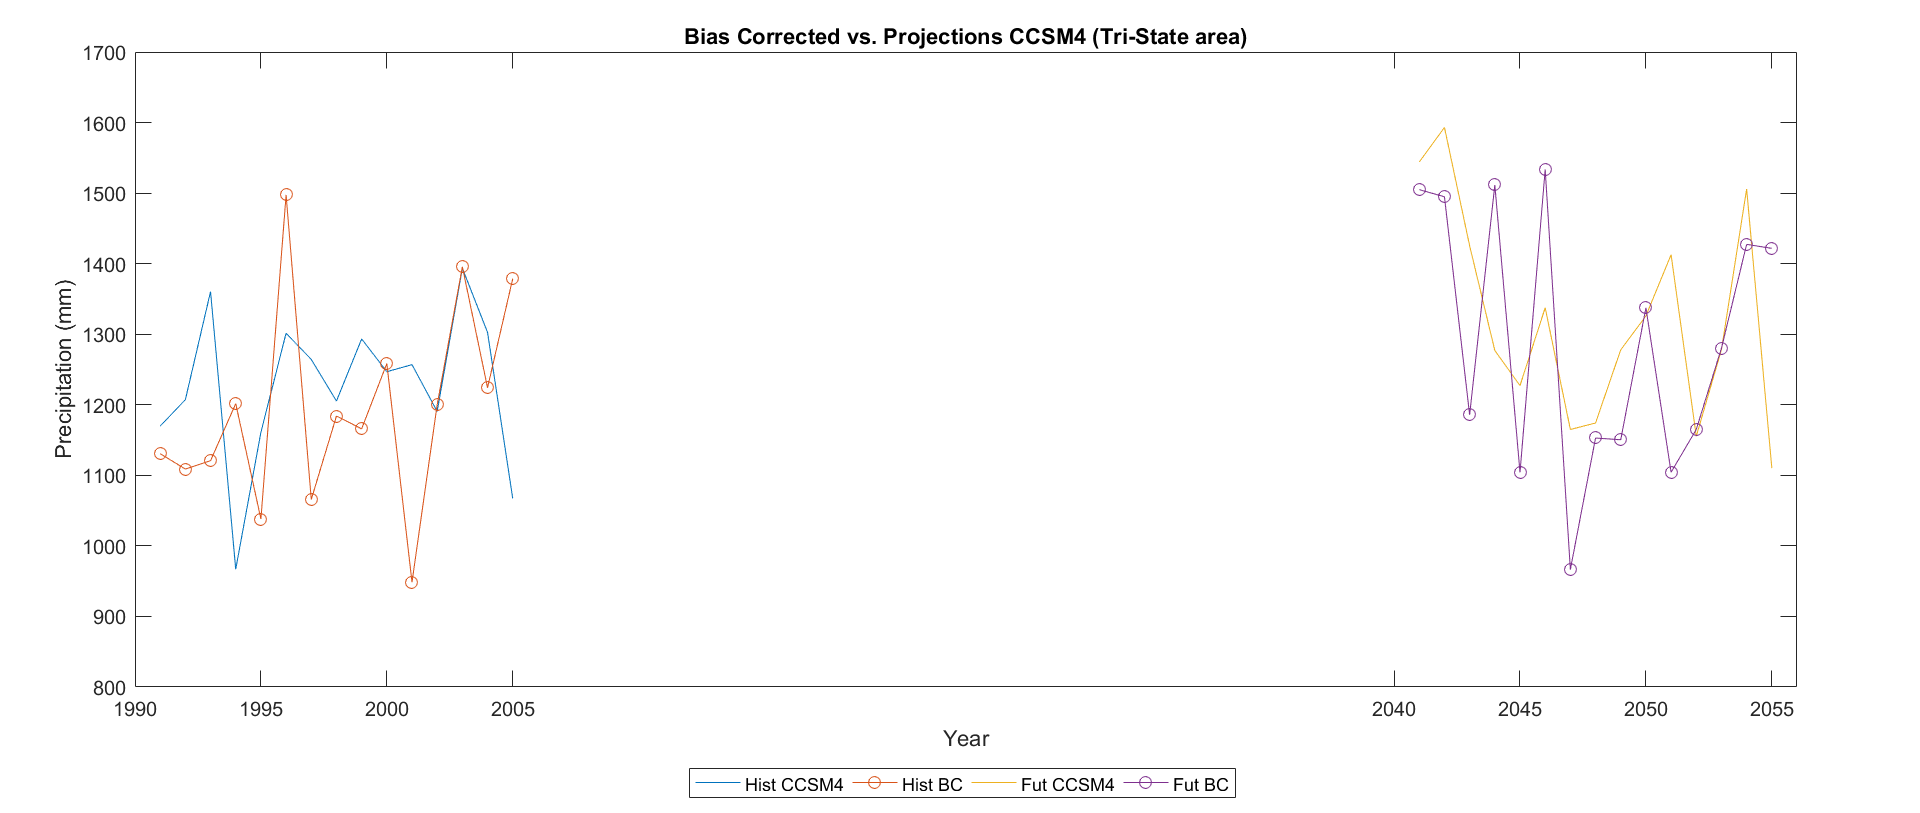 Bias Corrected vs. Projections CCSM4 (Tri-State area)
1700
1600
1500
1400
1300
1200
1100
1000
900
800
Precipitation (mm)
1990 1995 2000 2005 2040 2045 2050 2055
Year
Hist CCSM4 Hist BC Fut CCSM4 Fut BC